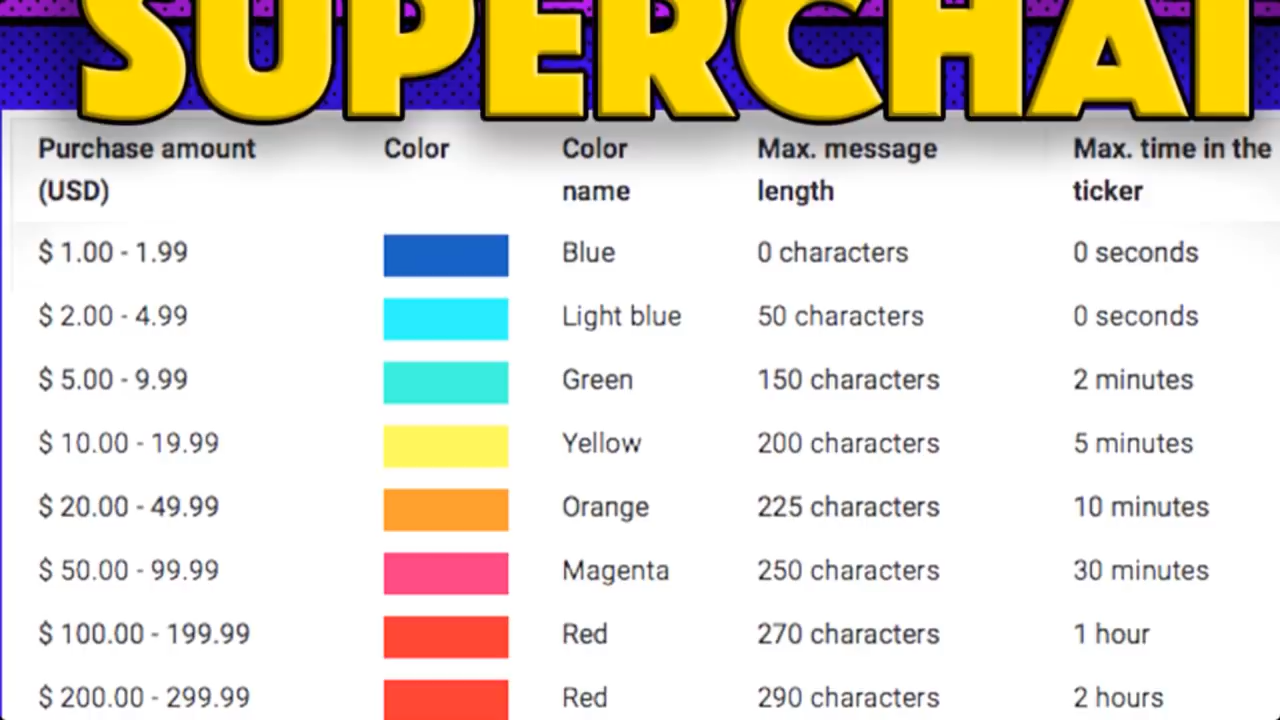 SUPERCHAT
Purchase amount (USD) Color Color name Max. message length Max. time in the ticker
$ 1.00 - 1.99 Blue 0 characters 0 seconds
$ 2.00 - 4.99 Light blue 50 characters 0 seconds
$ 5.00 - 9.99 Green 150 characters 2 minutes
$ 10.00 - 19.99 Yellow 200 characters 5 minutes
$ 20.00 - 49.99 Orange 225 characters 10 minutes
$ 50.00 - 99.99 Magenta 250 characters 30 minutes
$ 100.00 - 199.99 Red 270 characters 1 hour
$ 200.00 - 299.99 Red 290 characters 2 hours